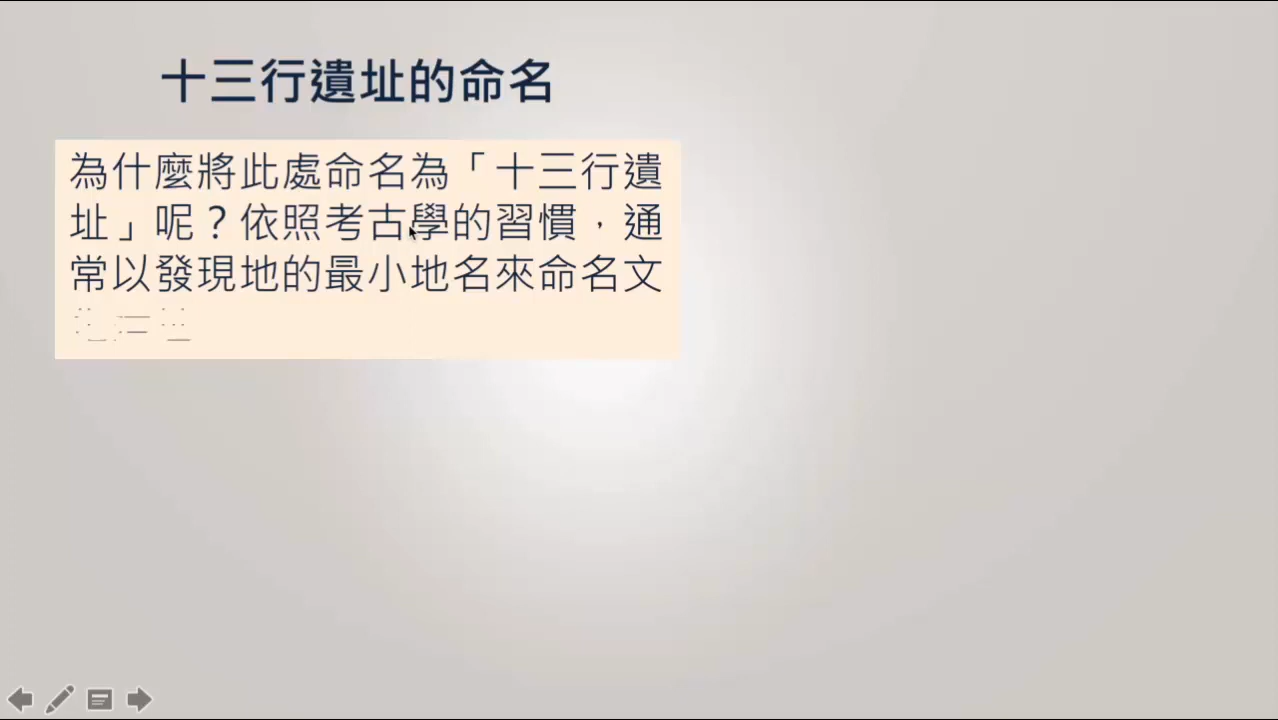 十三行遺址的命名
為什麼將此處命名為「十三行遺
址」呢？依照考古學的習慣，通
常以發現地的最小地名來命名文